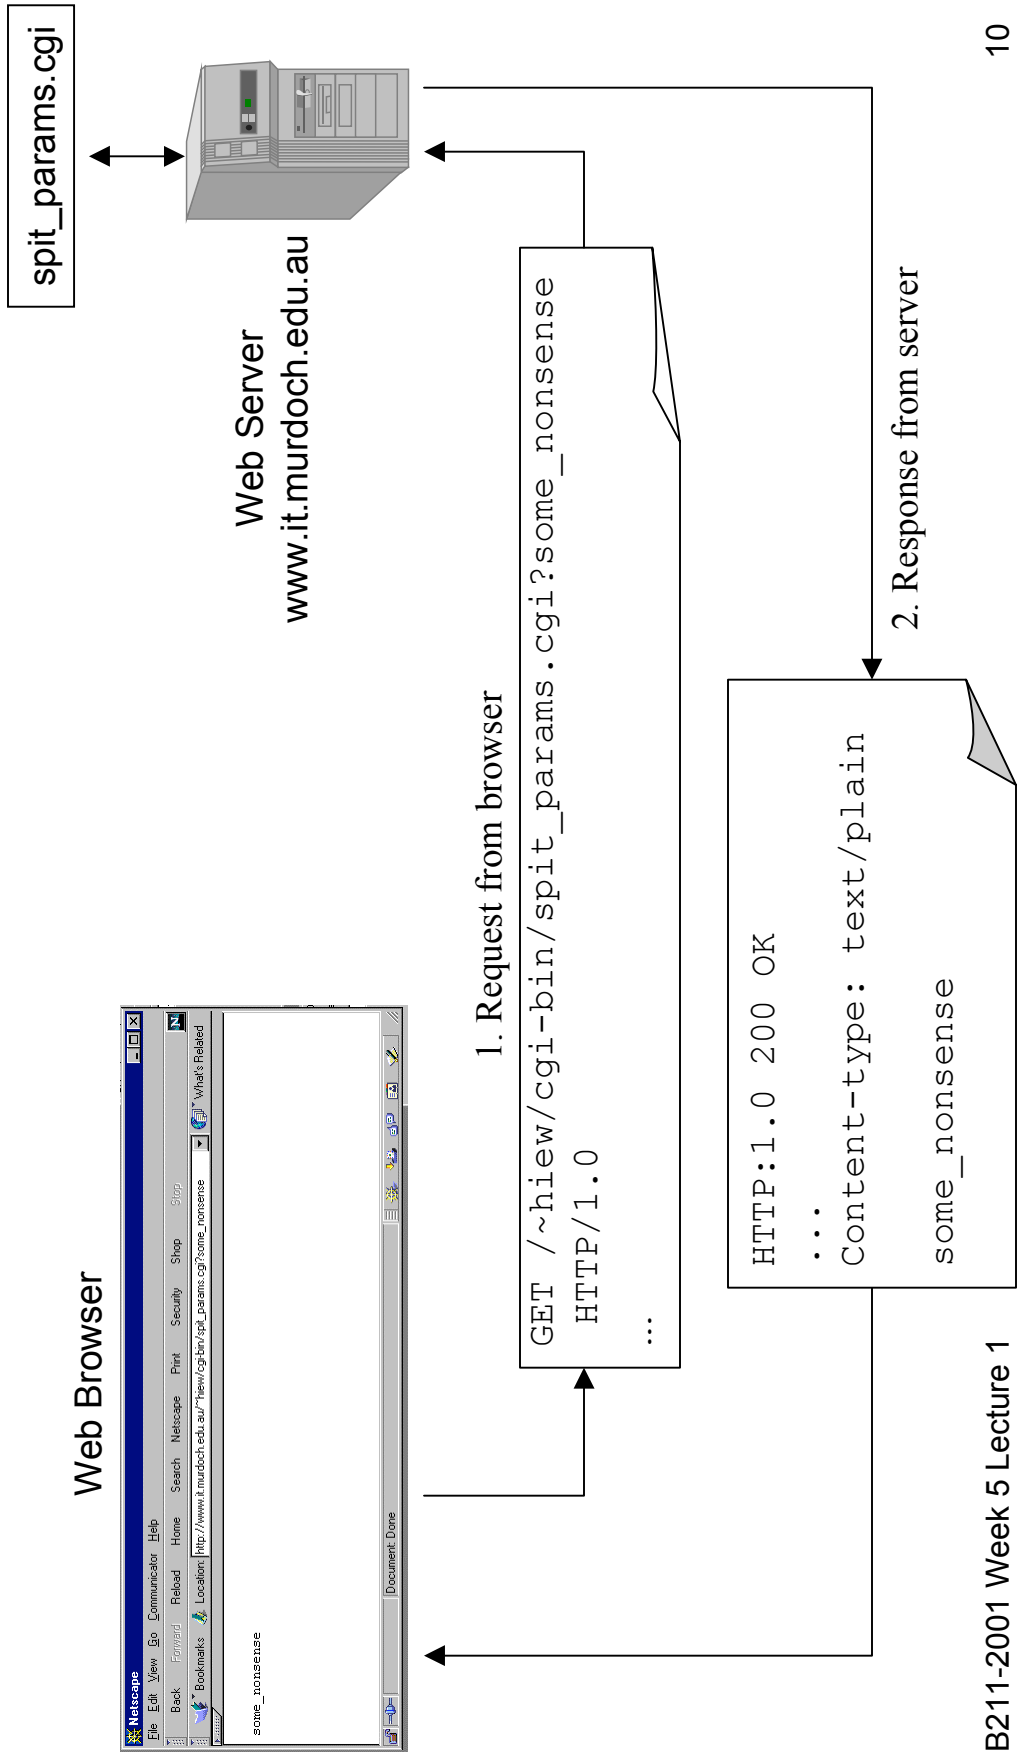 Web Browser
Netscape
File Edit View Go Communicator Help
Back Forward Reload Home Search Netscape Print Security Shop Stop
Bookmarks Location: http://www.it.murdoch.edu.au/~hiew/cgi-bin/spit_params.cgi?some_nonsense What's Related
some_nonsense
Document: Done
spit_params.cgi
Web Server
www.it.murdoch.edu.au
1. Request from browser
GET /~hiew/cgi-bin/spit_params.cgi?some_nonsense
HTTP/1.0
...
2. Response from server
HTTP:1.0 200 OK
...
Content-type: text/plain
some_nonsense
B211-2001 Week 5 Lecture 1
10